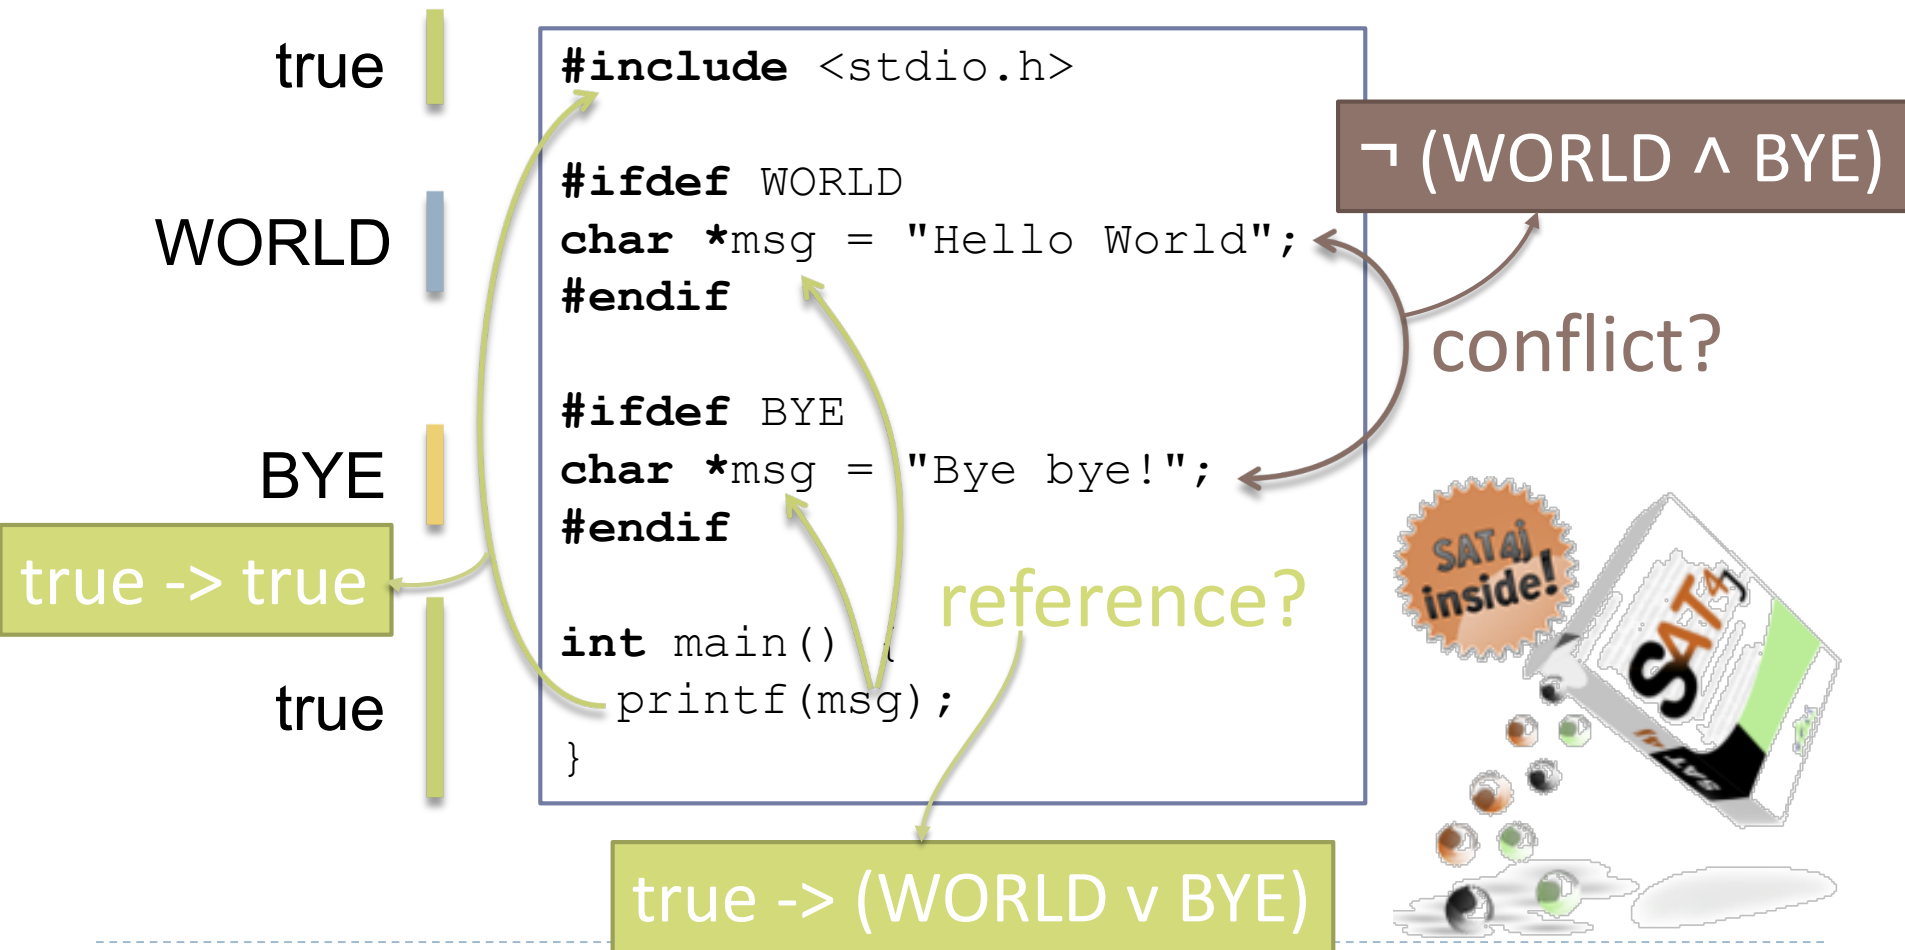 true
#include <stdio.h>
¬ (WORLD ∧ BYE)
#ifdef WORLD
WORLD
char *msg = "Hello World";
#endif
conflict?
#ifdef BYE
BYE
char *msg = "Bye bye!";
#endif
true -> true
reference?
SAT4j
inside!
SAT4j
int main() {
true
printf(msg);
}
SAT4j
true -> (WORLD v BYE)